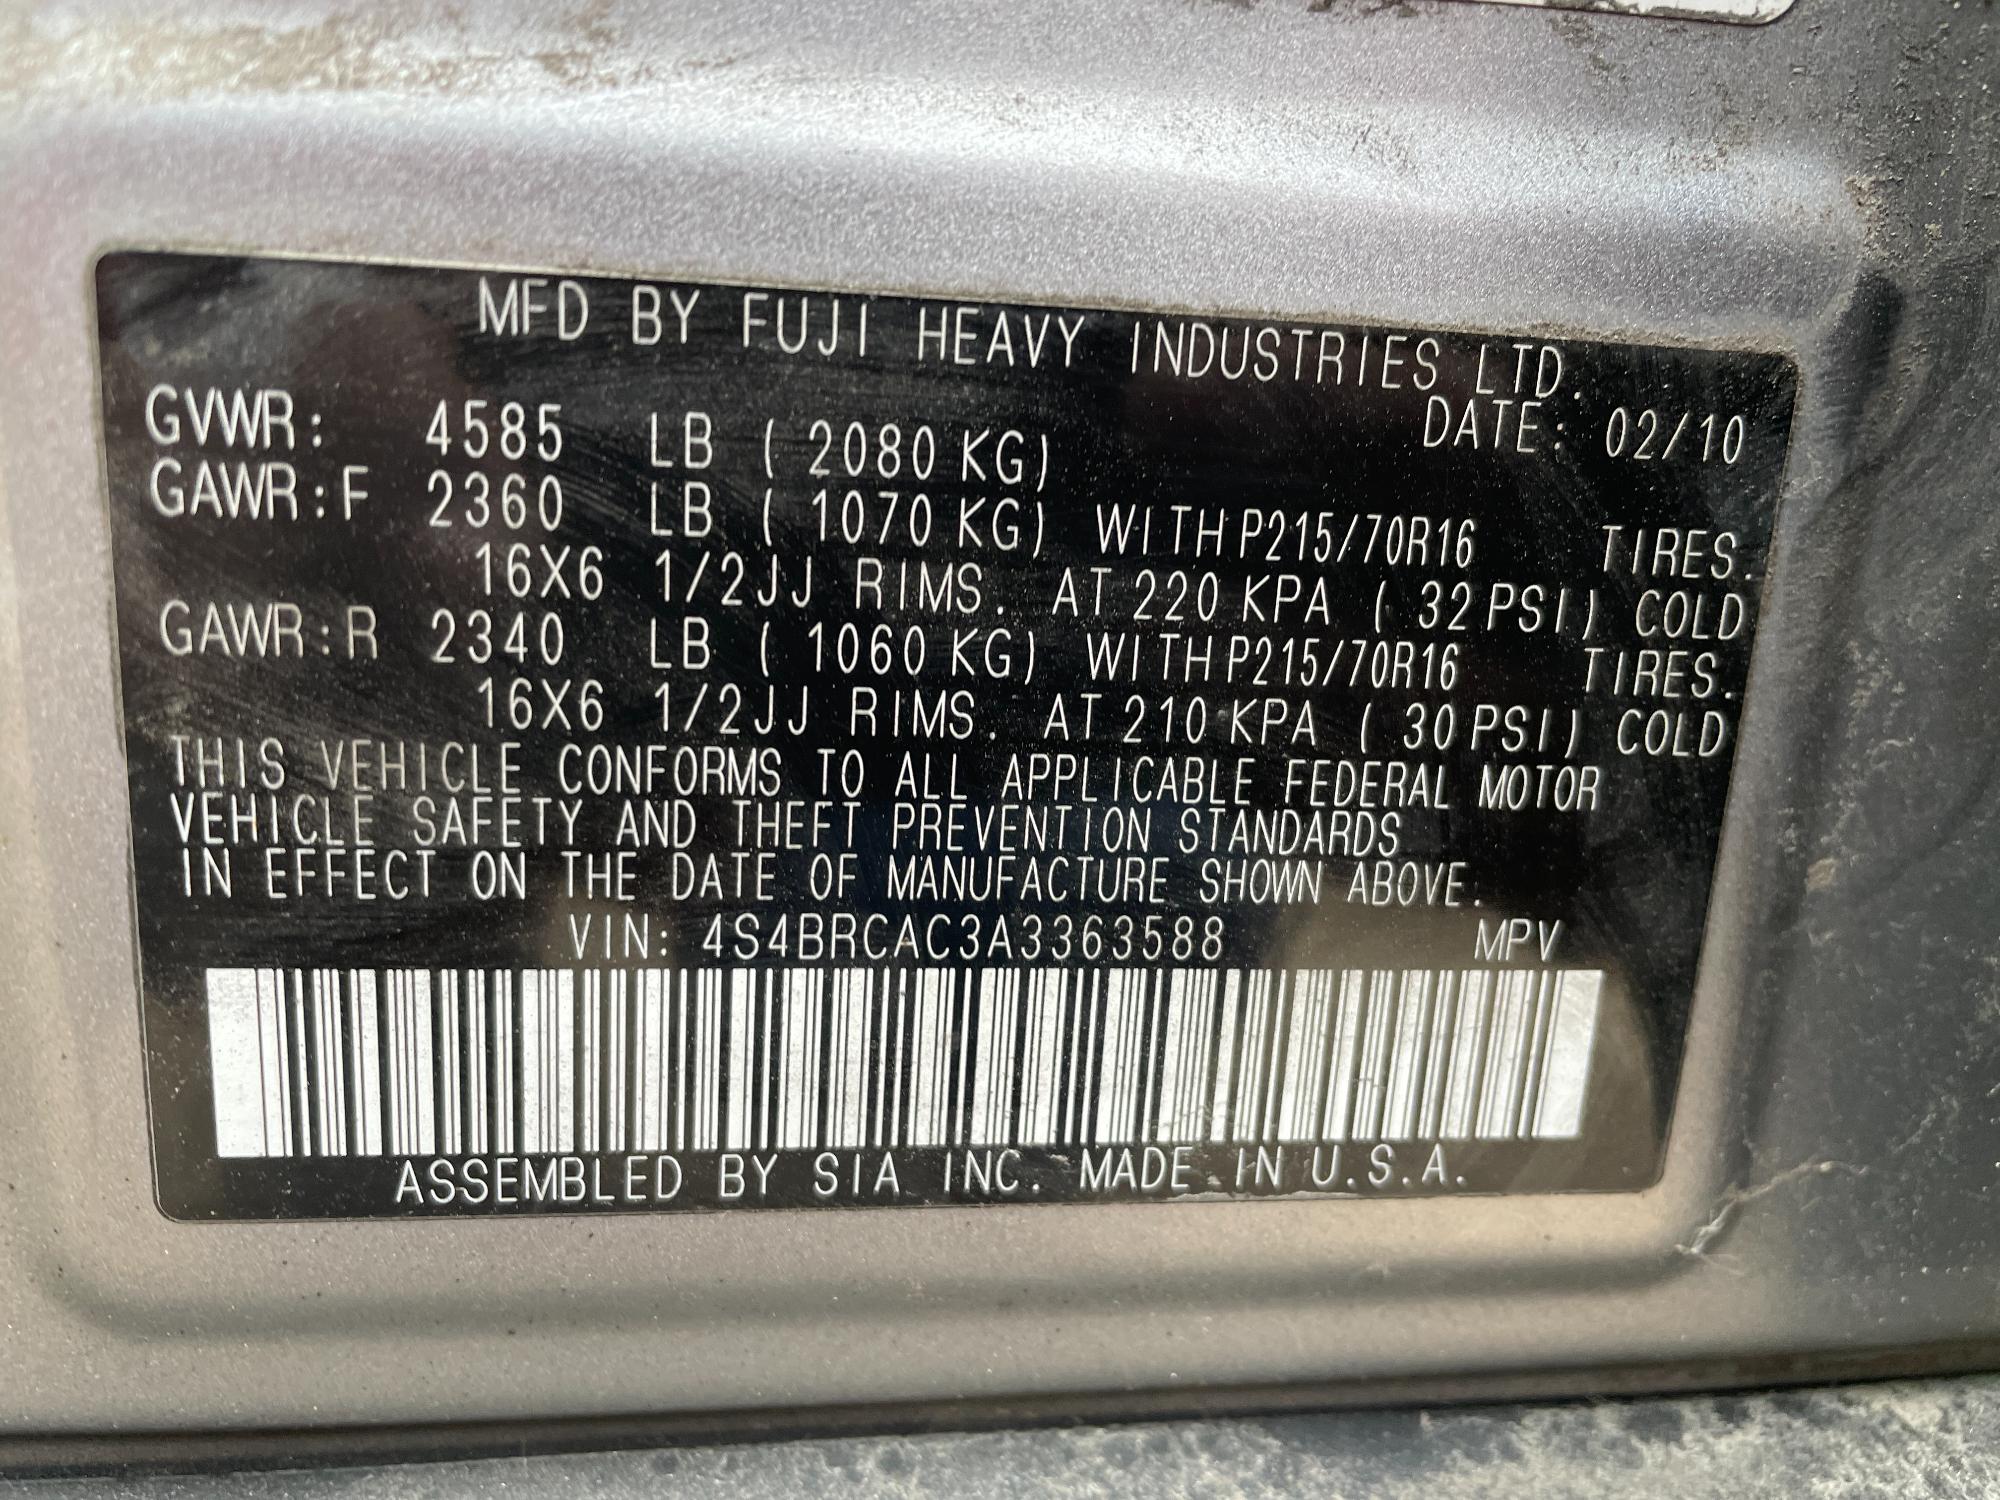 MFD BY FUJI HEAVY INDUSTRIES LTD.
DATE: 02/10
GVWR: 4585 LB ( 2080 KG)
GAWR:F 2360 LB ( 1070 KG) WITH P215/70R16 TIRES.
16X6 1/2JJ RIMS. AT 220 KPA ( 32 PSI) COLD
GAWR:R 2340 LB ( 1060 KG) WITH P215/70R16 TIRES.
16X6 1/2JJ RIMS. AT 210 KPA ( 30 PSI) COLD
THIS VEHICLE CONFORMS TO ALL APPLICABLE FEDERAL MOTOR
VEHICLE SAFETY AND THEFT PREVENTION STANDARDS
IN EFFECT ON THE DATE OF MANUFACTURE SHOWN ABOVE.
VIN: 4S4BRCAC3A3363588 MPV
ASSEMBLED BY SIA INC. MADE IN U.S.A.